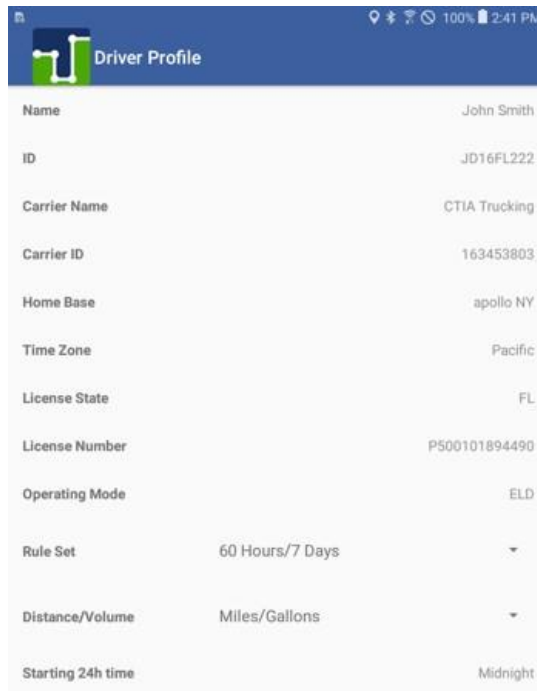 100% 2:41 PM
Driver Profile
Name John Smith
ID JD16FL222
Carrier Name CTIA Trucking
Carrier ID 163453803
Home Base apollo NY
Time Zone Pacific
License State FL
License Number P500101894490
Operating Mode ELD
Rule Set 60 Hours/7 Days
Distance/Volume Miles/Gallons
Starting 24h time Midnight